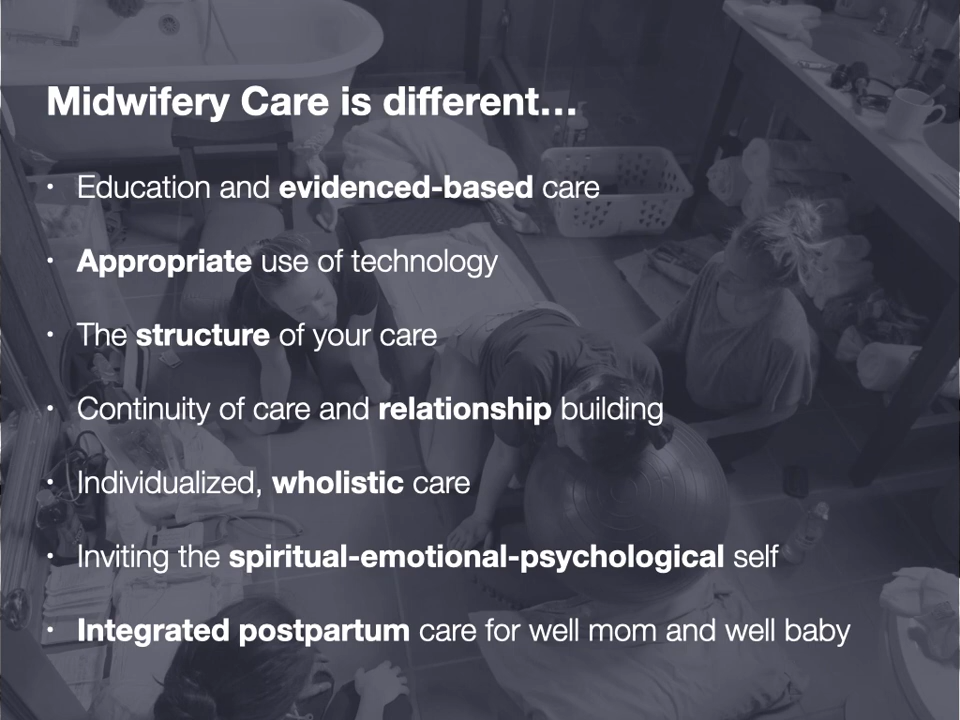 Midwifery Care is different…
• Education and evidenced-based care
• Appropriate use of technology
• The structure of your care
• Continuity of care and relationship building
• Individualized, wholistic care
• Inviting the spiritual-emotional-psychological self
• Integrated postpartum care for well mom and well baby